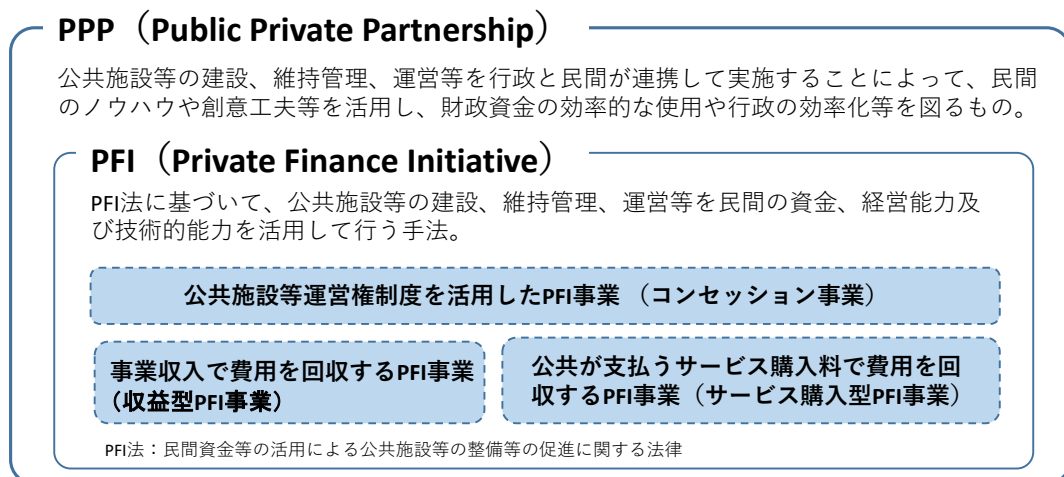 PPP（Public Private Partnership）
公共施設等の建設、維持管理、運営等を行政と民間が連携して実施することによって、民間
のノウハウや創意工夫等を活用し、財政資金の効率的な使用や行政の効率化等を図るもの。
PFI（Private Finance Initiative）
PFI法に基づいて、公共施設等の建設、維持管理、運営等を民間の資金、経営能力及
び技術的能力を活用して行う手法。
公共施設等運営権制度を活用したPFI事業 （コンセッション事業）
事業収入で費用を回収するPFI事業
（収益型PFI事業）
公共が支払うサービス購入料で費用を回
収するPFI事業（サービス購入型PFI事業）
PFI法：民間資金等の活用による公共施設等の整備等の促進に関する法律